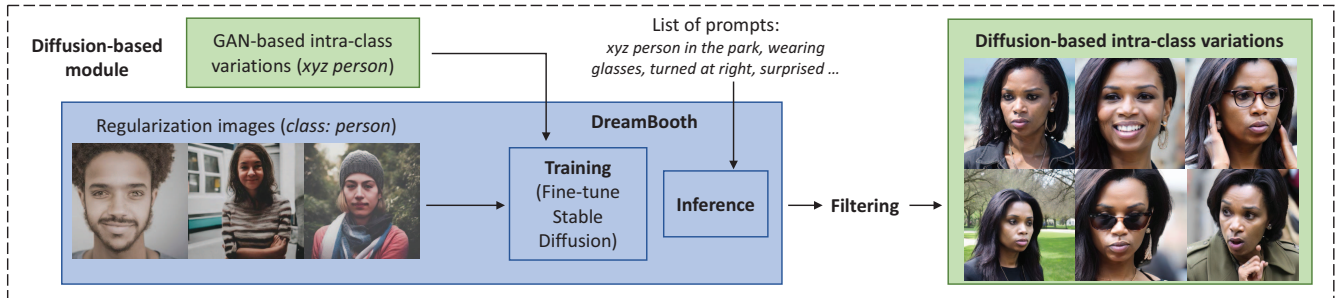 Diffusion-based
module
GAN-based intra-class
variations (xyz person)
List of prompts:
xyz person in the park, wearing
glasses, turned at right, surprised ...
Regularization images (class: person)
DreamBooth
Training
(Fine-tune
Stable
Diffusion)
Inference
Filtering
Diffusion-based intra-class variations